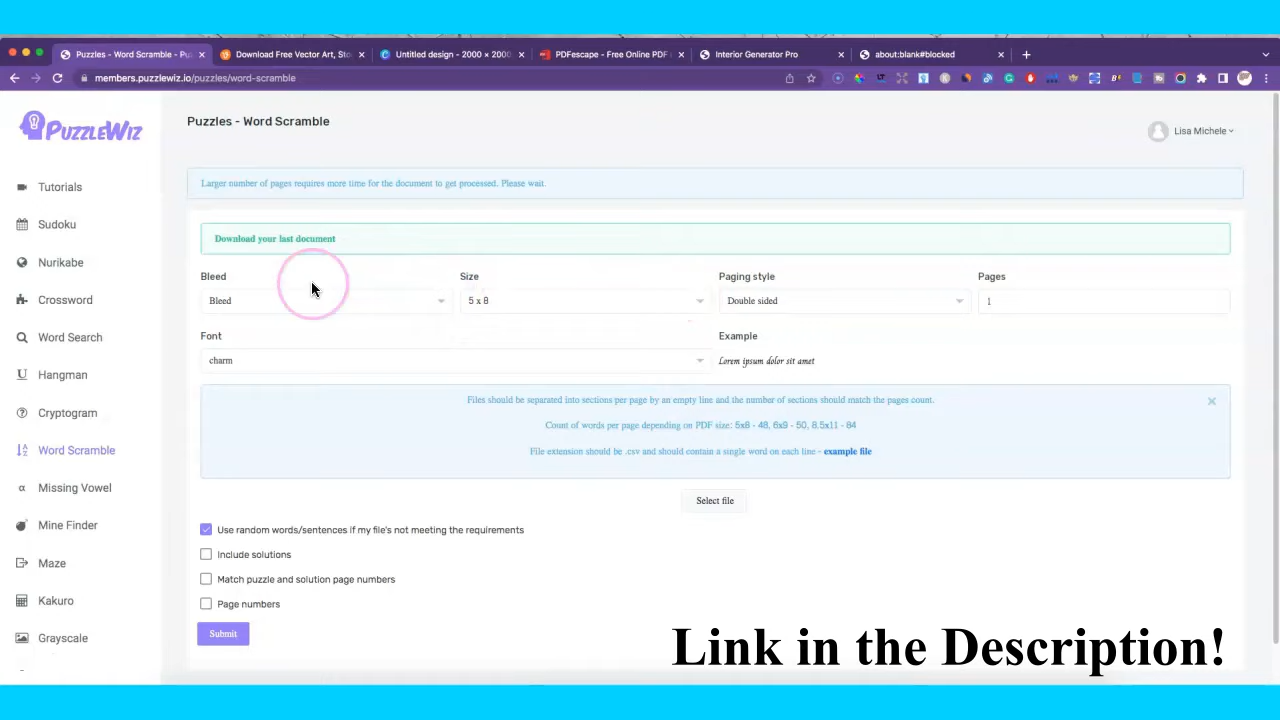 Puzzles - Word Scramble - Pu
Download Free Vector Art, Sto
Untitled design - 2000 × 2000
PDFescape - Free Online PDF
Interior Generator Pro
about:blank#blocked
members.puzzlewiz.io/puzzles/word-scramble
PUZZLEWIZ
Puzzles - Word Scramble
Lisa Michele
Tutorials
Sudoku
Nurikabe
Crossword
Word Search
Hangman
Cryptogram
Word Scramble
Missing Vowel
Mine Finder
Maze
Kakuro
Grayscale
Larger number of pages requires more time for the document to get processed. Please wait.
Download your last document
Bleed
Size
Paging style
Pages
Bleed
5 x 8
Double sided
1
Font
Example
charm
Lorem ipsum dolor sit amet
Files should be separated into sections per page by an empty line and the number of sections should match the pages count.
Count of words per page depending on PDF size: 5x8 - 48, 6x9 - 50, 8.5x11 - 84
File extension should be .csv and should contain a single word on each line - example file
Select file
Use random words/sentences if my file's not meeting the requirements
Include solutions
Match puzzle and solution page numbers
Page numbers
Submit
Link in the Description!